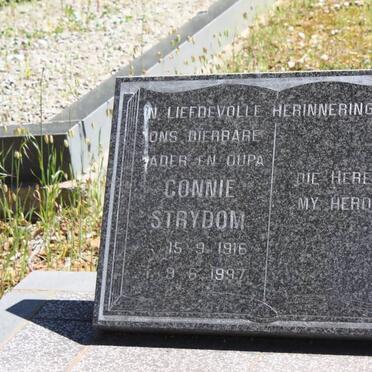 IN LIEFDEVOLLE HERINNERING
ONS DIERBARE
VADER EN OUPA
CONNIE
STRYDOM
15.9.1916
9.6.1997
DIE HERE
MY HERD